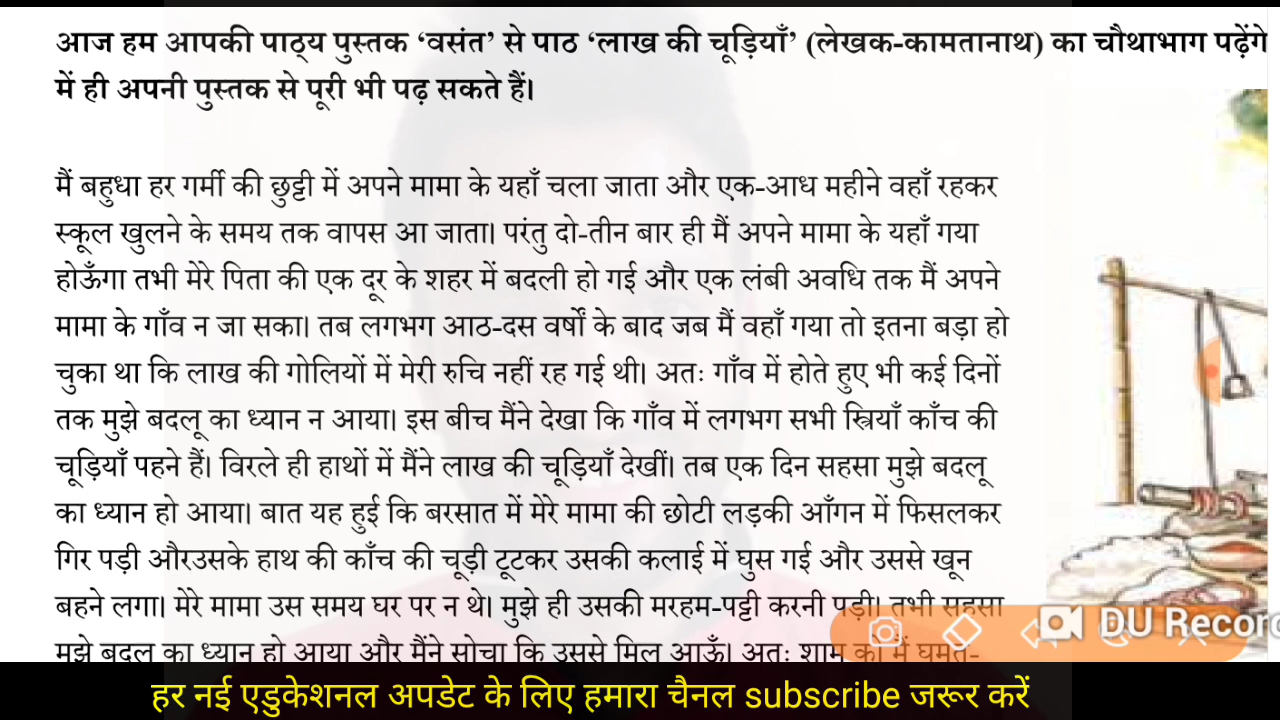 आज हम आपकी पाठ्य पुस्तक ‘वसंत’ से पाठ ‘लाख की चूड़ियाँ’ (लेखक-कामतानाथ) का चौथाभाग पढ़ेंगे
में ही अपनी पुस्तक से पूरी भी पढ़ सकते हैं।
मैं बहुधा हर गर्मी की छुट्टी में अपने मामा के यहाँ चला जाता और एक-आध महीने वहाँ रहकर
स्कूल खुलने के समय तक वापस आ जाता। परंतु दो-तीन बार ही मैं अपने मामा के यहाँ गया
होऊँगा तभी मेरे पिता की एक दूर के शहर में बदली हो गई और एक लंबी अवधि तक मैं अपने
मामा के गाँव न जा सका। तब लगभग आठ-दस वर्षों के बाद जब मैं वहाँ गया तो इतना बड़ा हो
चुका था कि लाख की गोलियों में मेरी रुचि नहीं रह गई थी। अतः गाँव में होते हुए भी कई दिनों
तक मुझे बदलू का ध्यान न आया। इस बीच मैंने देखा कि गाँव में लगभग सभी स्त्रियाँ काँच की
चूड़ियाँ पहने हैं। विरले ही हाथों में मैंने लाख की चूड़ियाँ देखीं। तब एक दिन सहसा मुझे बदलू
का ध्यान हो आया। बात यह हुई कि बरसात में मेरे मामा की छोटी लड़की आँगन में फिसलकर
गिर पड़ी औरउसके हाथ की काँच की चूड़ी टूटकर उसकी कलाई में घुस गई और उससे खून
बहने लगा। मेरे मामा उस समय घर पर न थे। मुझे ही उसकी मरहम-पट्टी करनी पड़ी। तभी सहसा
मुझे बदलू का ध्यान हो आया और मैंने सोचा कि उससे मिल आऊँ। अतः शाम को मैं घूमते-
DU Recor
हर नई एडुकेशनल अपडेट के लिए हमारा चैनल subscribe जरूर करें